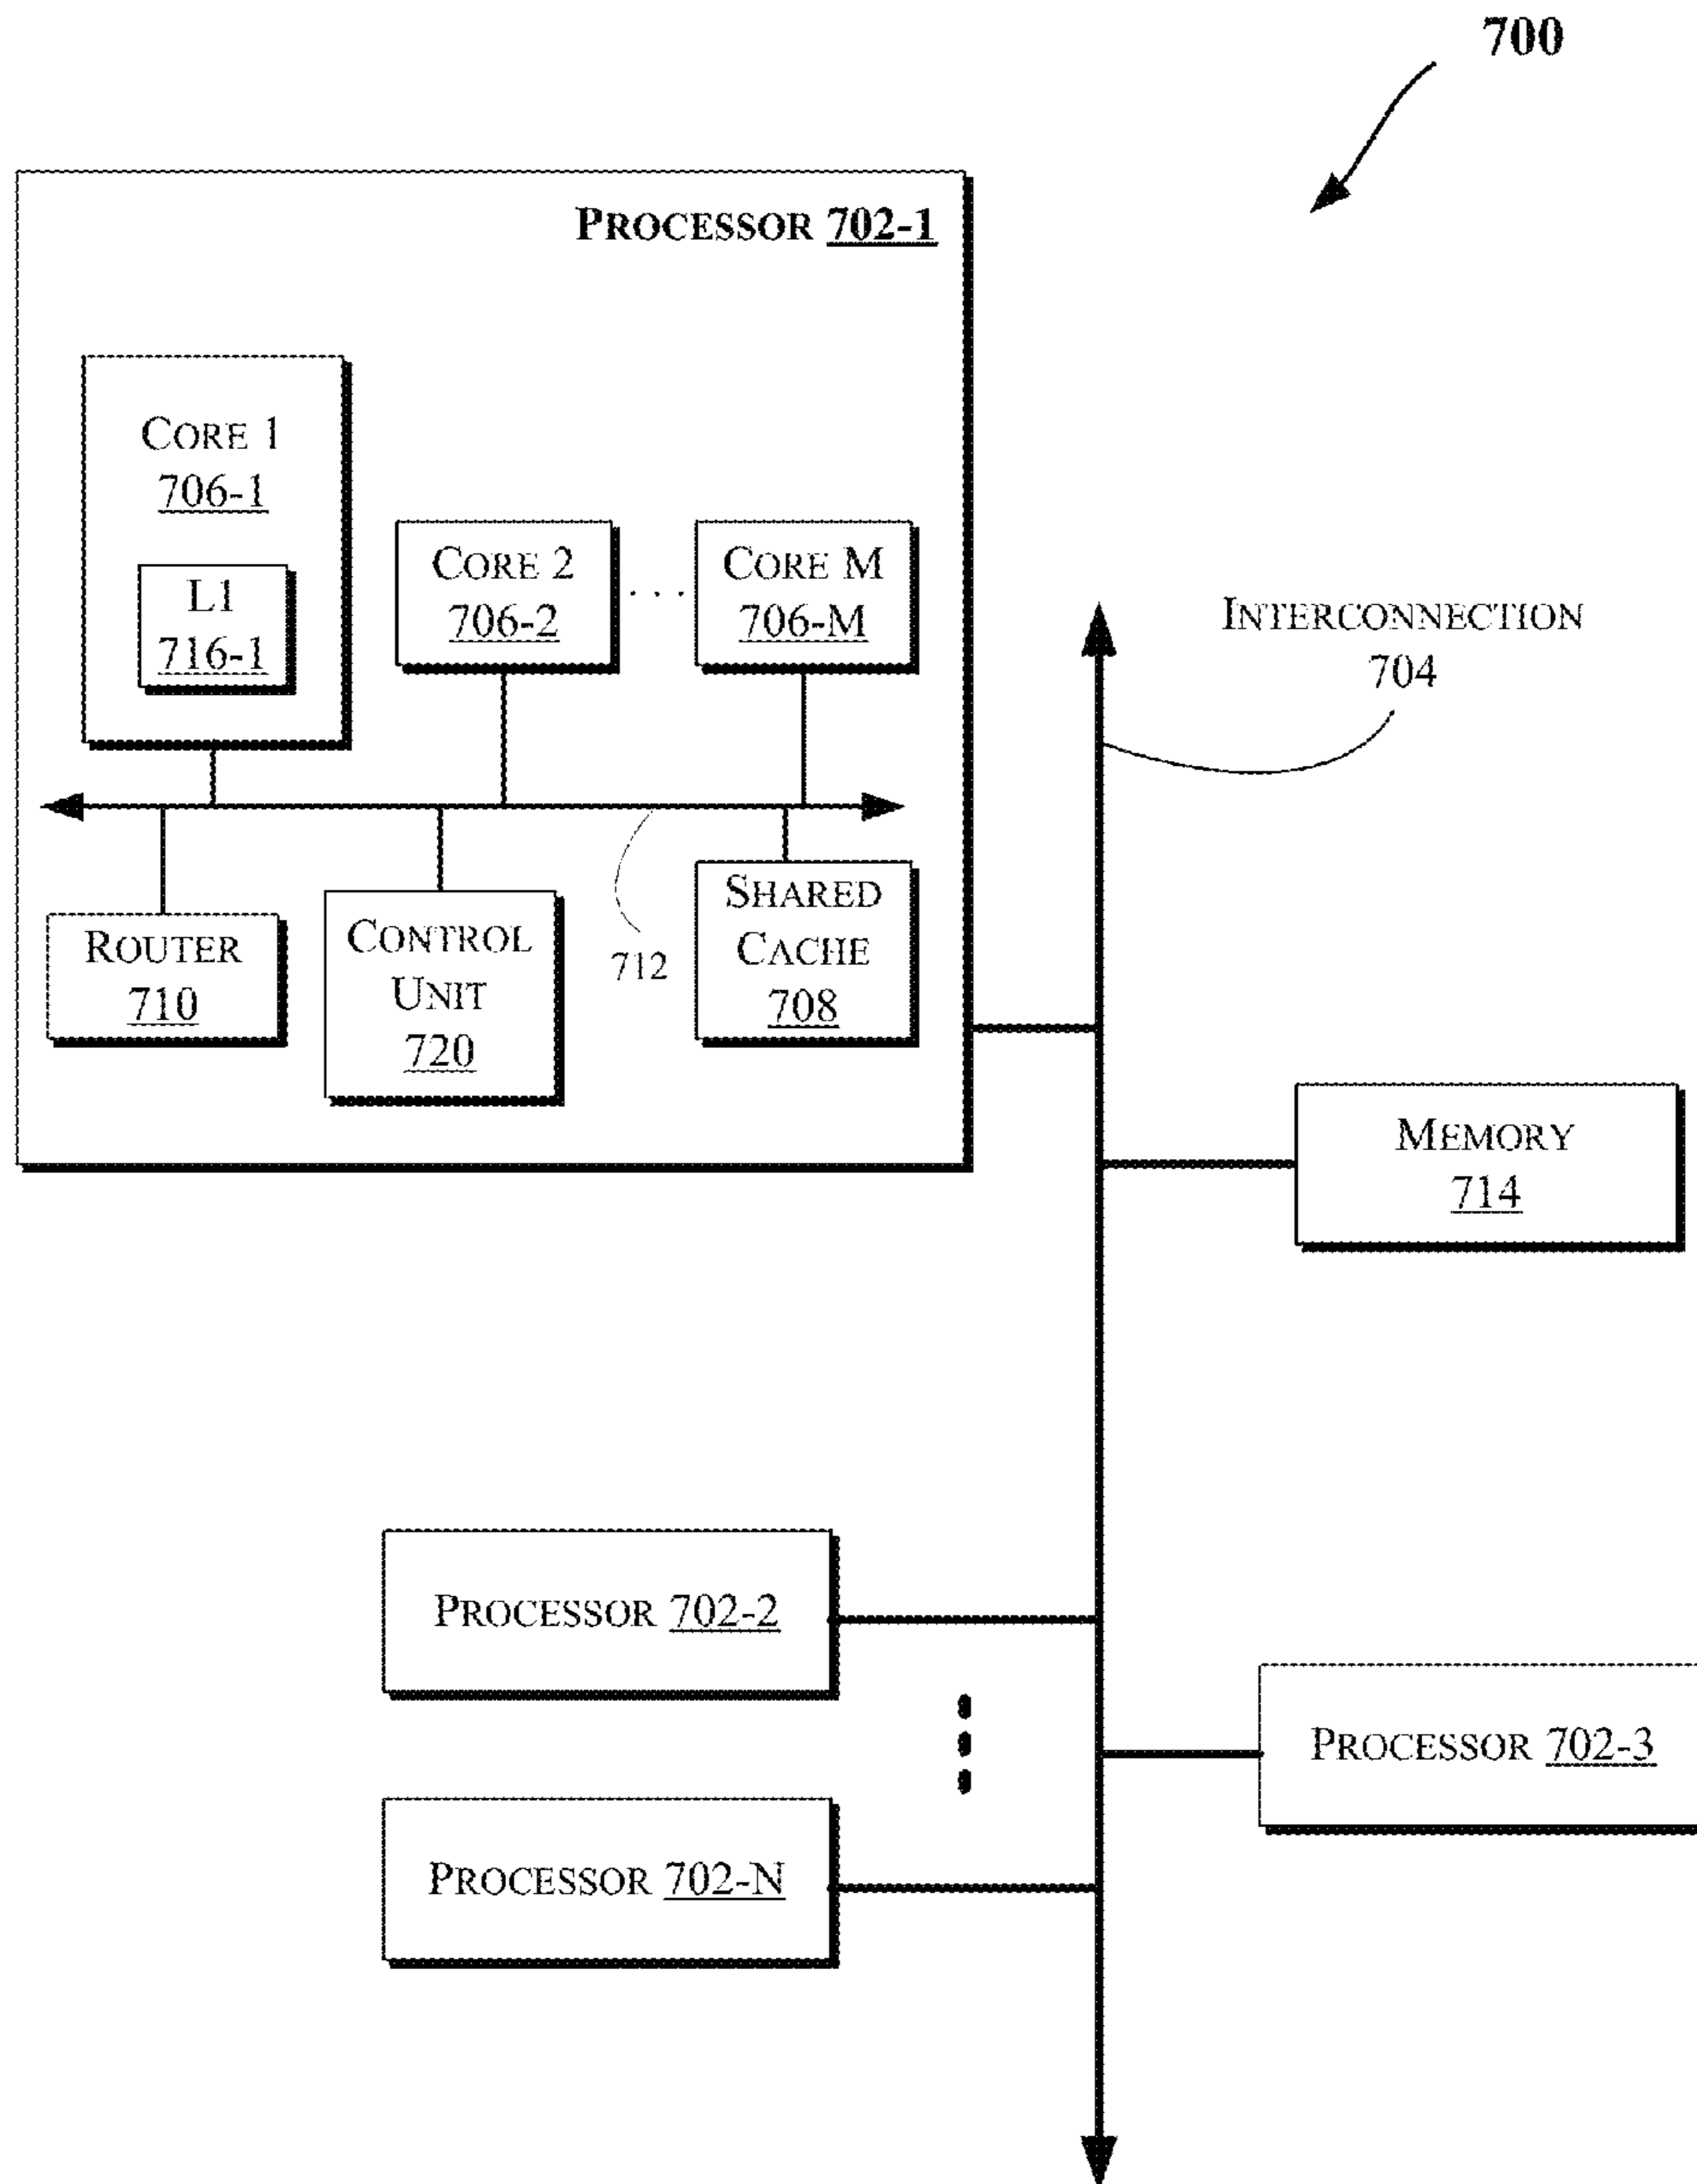 700
PROCESSOR 702-1
CORE 1
706-1
L1
716-1
CORE 2
706-2
. . .
CORE M
706-M
INTERCONNECTION
704
ROUTER
710
CONTROL
UNIT
720
712
SHARED
CACHE
708
MEMORY
714
PROCESSOR 702-2
PROCESSOR 702-3
PROCESSOR 702-N